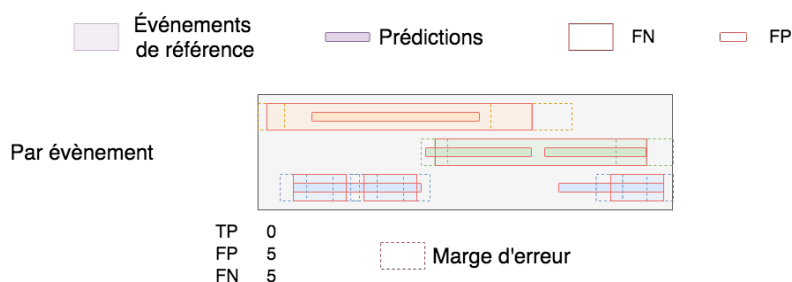 Événements
de référence
Prédictions
FN
FP
Par évènement
TP 0
FP 5
FN 5
Marge d'erreur